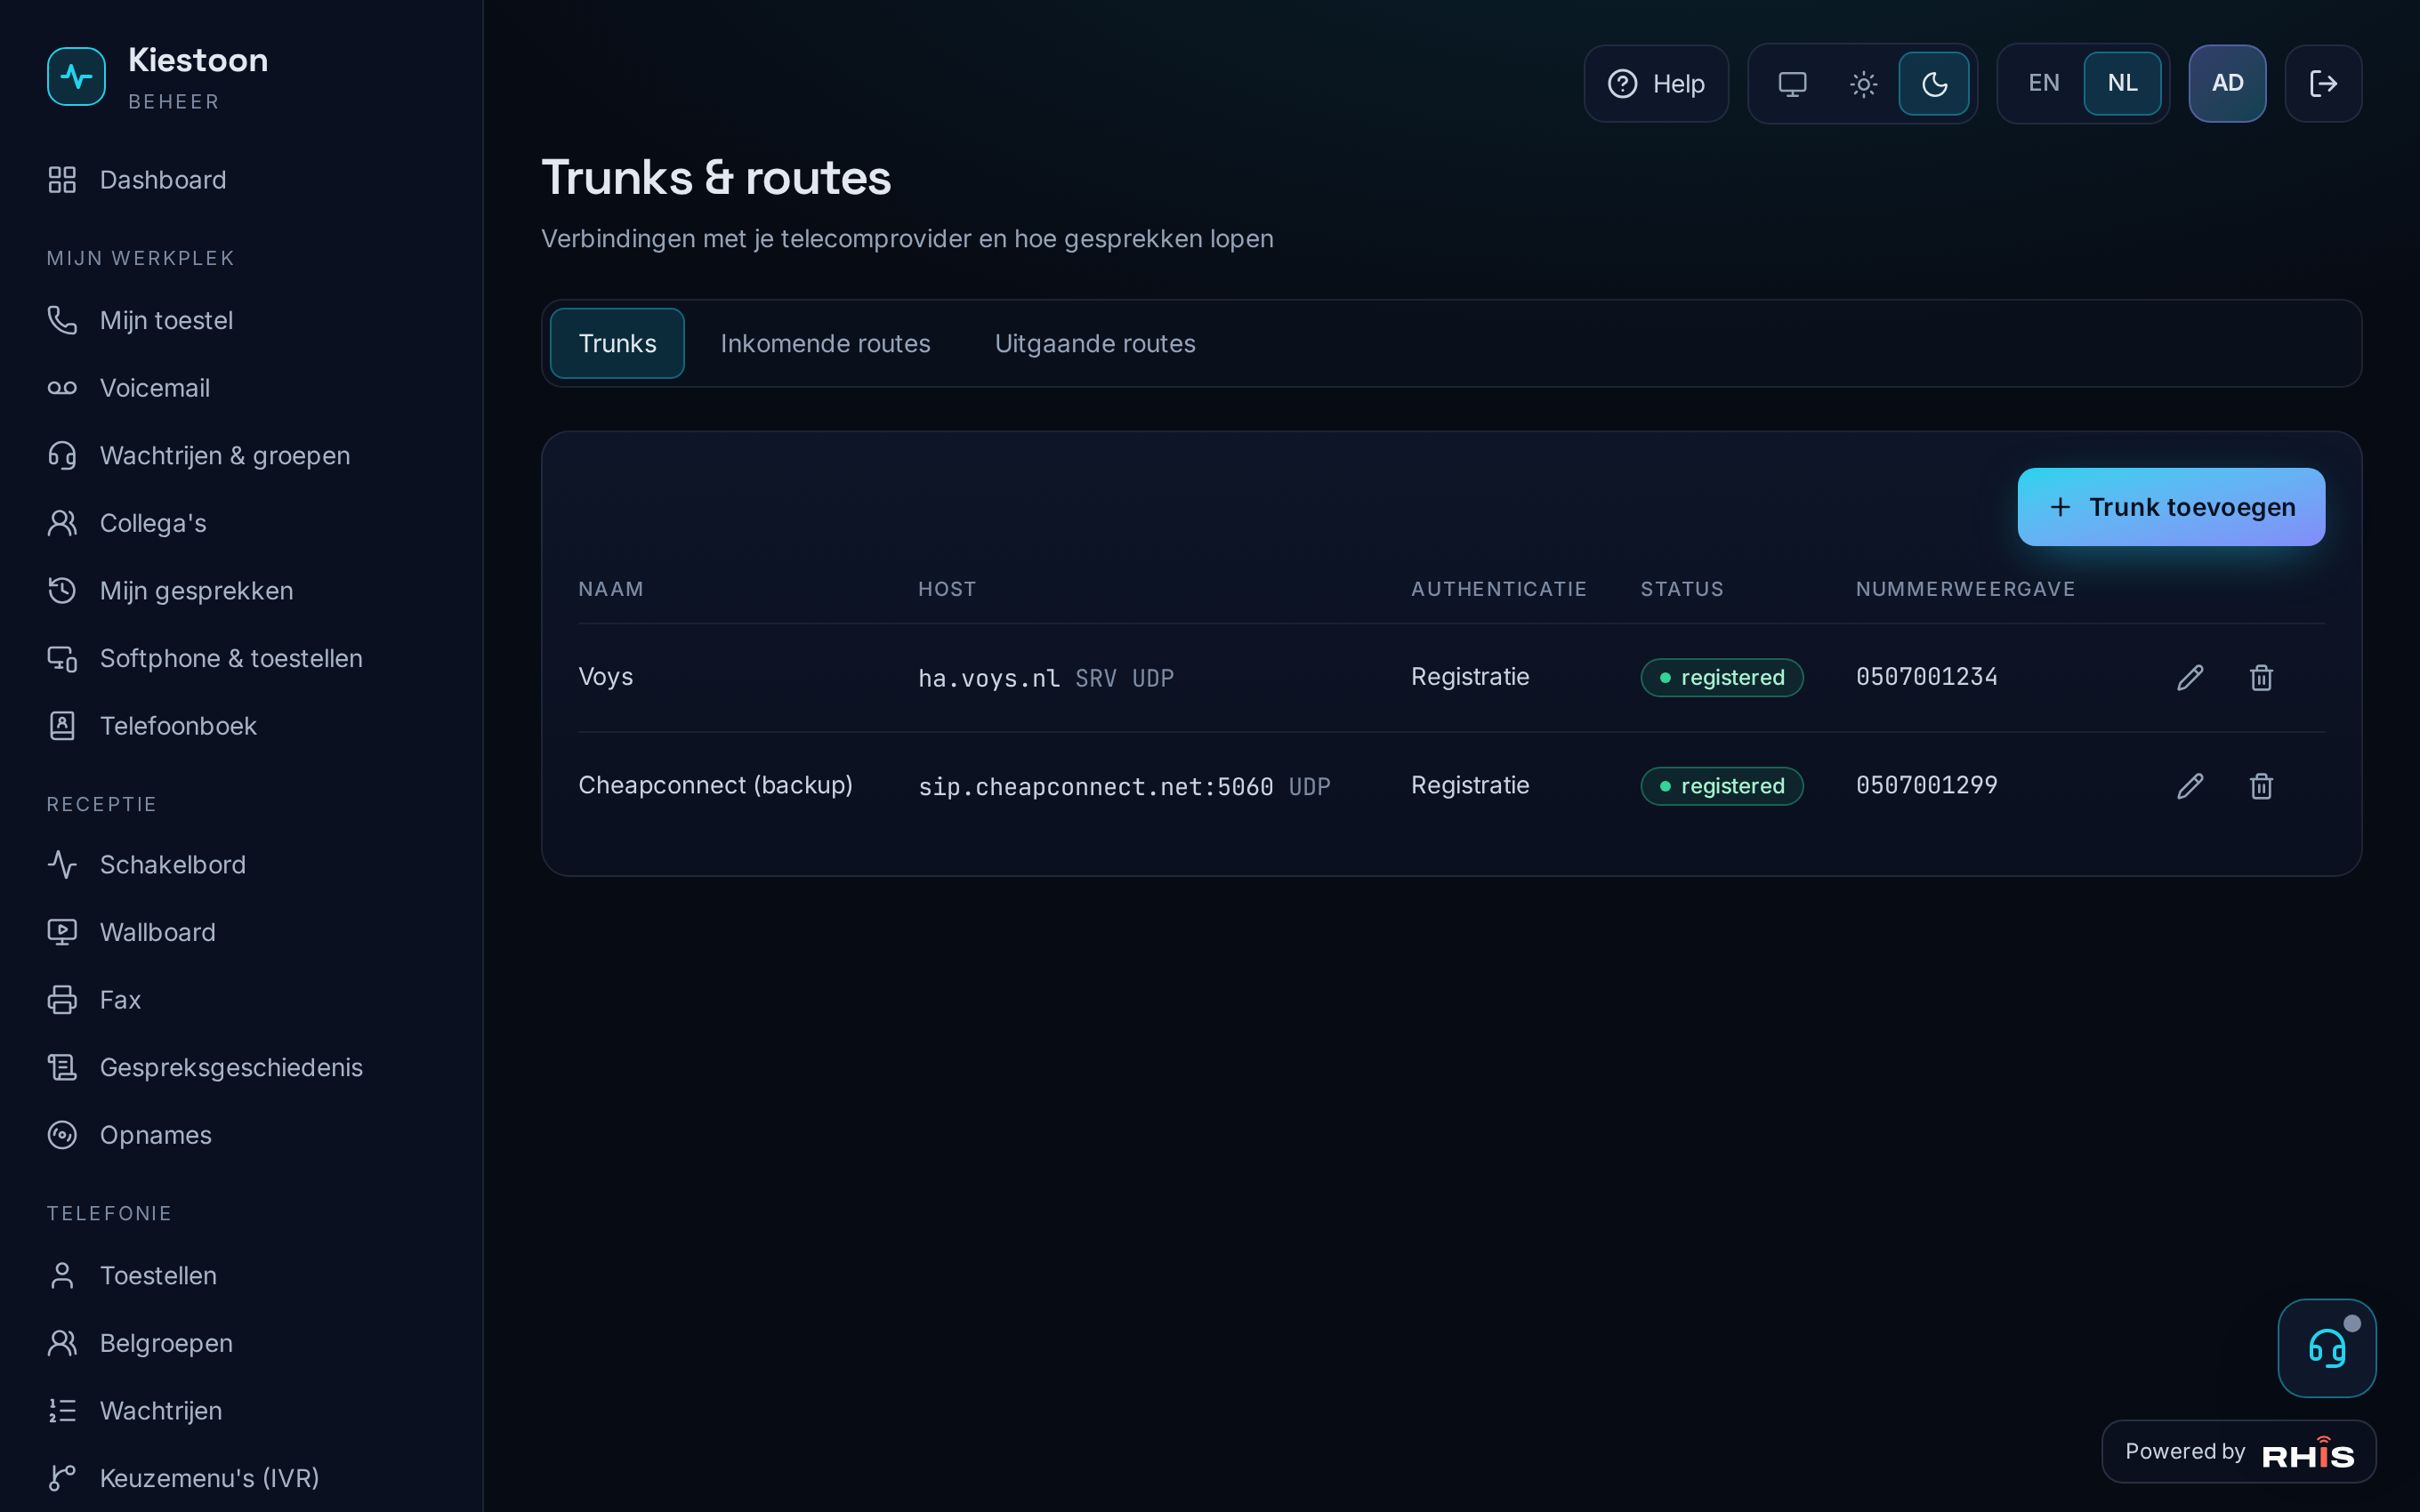 Kiestoon
BEHEER
Dashboard
MIJN WERKPLEK
Mijn toestel
Voicemail
Wachtrijen & groepen
Collega's
Mijn gesprekken
Softphone & toestellen
Telefoonboek
RECEPTIE
Schakelbord
Wallboard
Fax
Gespreksgeschiedenis
Opnames
TELEFONIE
Toestellen
Belgroepen
Wachtrijen
Keuzemenu's (IVR)
Help
EN NL
AD
Trunks & routes
Verbindingen met je telecomprovider en hoe gesprekken lopen
Trunks Inkomende routes Uitgaande routes
Trunk toevoegen
NAAM HOST AUTHENTICATIE STATUS NUMMERWEERGAVE
Voys ha.voys.nl SRV UDP Registratie registered 0507001234
Cheapconnect (backup) sip.cheapconnect.net:5060 UDP Registratie registered 0507001299
Powered by RHIS